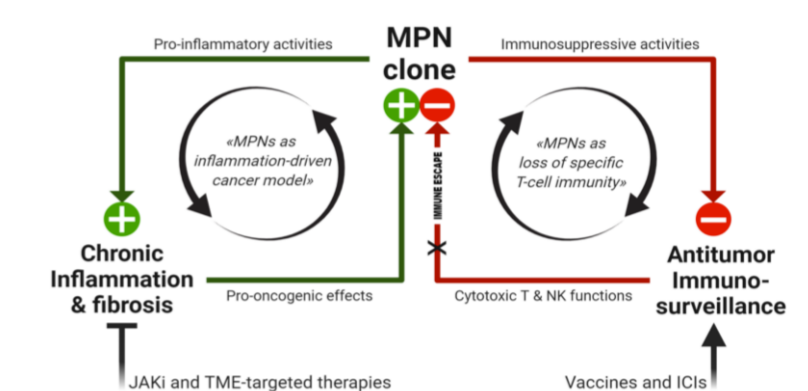 Pro-inflammatory activities
MPN
clone
Immunosuppressive activities
+
−
«MPNs as
inflammation-driven
cancer model»
IMMUNE ESCAPE
«MPNs as
loss of specific
T-cell immunity»
+
−
Chronic
Inflammation
& fibrosis
Pro-oncogenic effects
X
Cytotoxic T & NK functions
Antitumor
Immuno-
surveillance
JAKi and TME-targeted therapies
Vaccines and ICIs